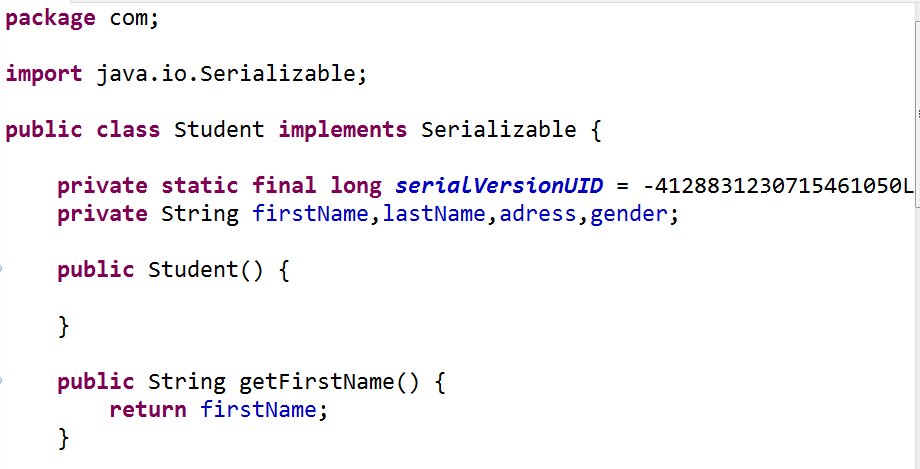 package com;
import java.io.Serializable;
public class Student implements Serializable {
private static final long serialVersionUID = -4128831230715461050L
private String firstName,lastName,adress,gender;
public Student() {
}
public String getFirstName() {
return firstName;
}